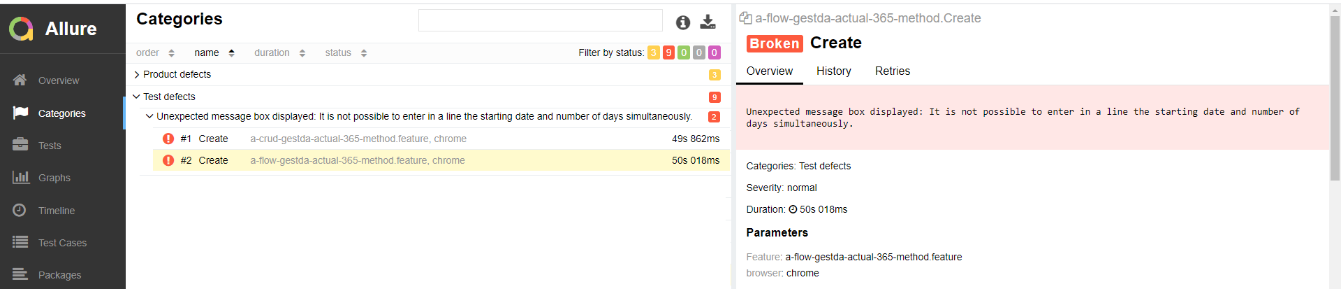 Allure
Overview
Categories
Tests
Graphs
Timeline
Test Cases
Packages
Categories
order name duration status Filter by status: 3 9 0 0 0
Product defects 3
Test defects 9
Unexpected message box displayed: It is not possible to enter in a line the starting date and number of days simultaneously. 2
#1 Create a-crud-gestda-actual-365-method.feature, chrome 49s 862ms
#2 Create a-flow-gestda-actual-365-method.feature, chrome 50s 018ms
a-flow-gestda-actual-365-method.Create
Broken Create
Overview History Retries
Unexpected message box displayed: It is not possible to enter in a line the starting date and number of
days simultaneously.
Categories: Test defects
Severity: normal
Duration: 50s 018ms
Parameters
Feature: a-flow-gestda-actual-365-method.feature
browser: chrome